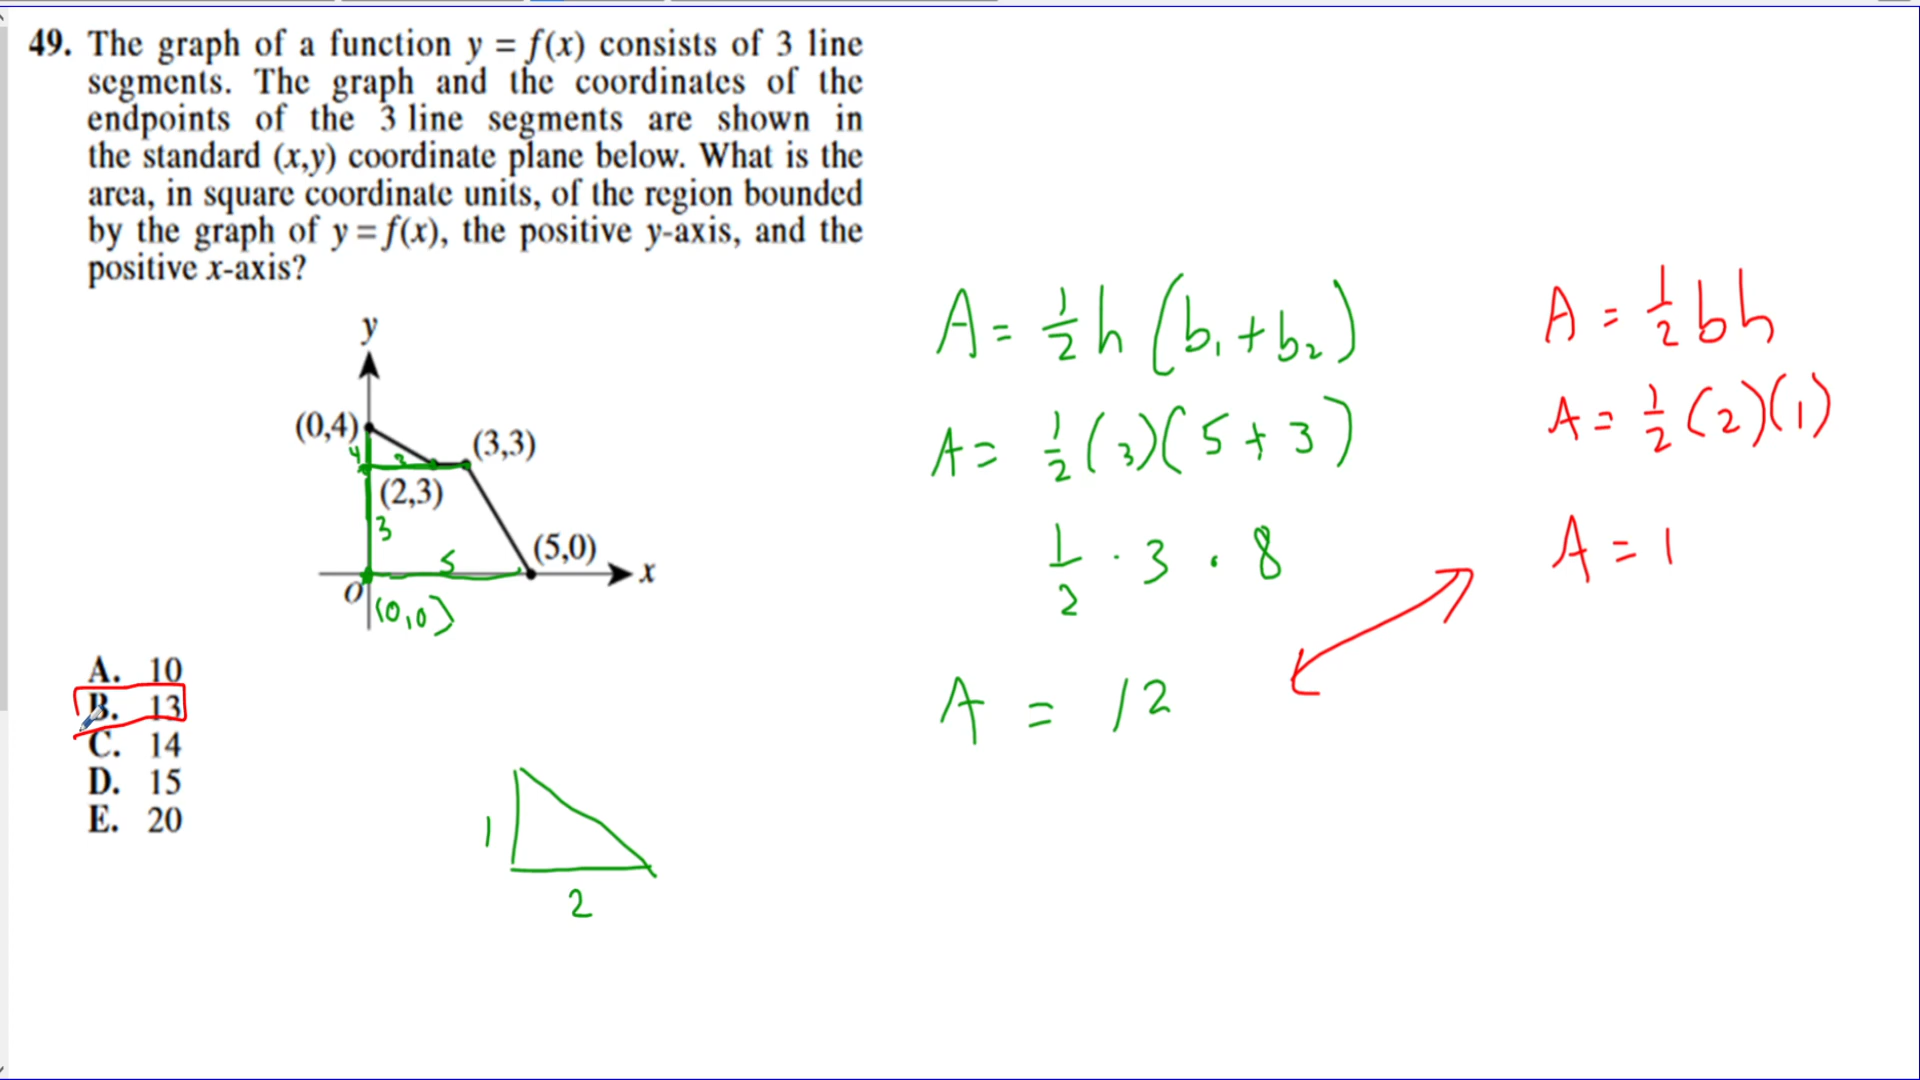 49. The graph of a function y = f(x) consists of 3 line
segments. The graph and the coordinates of the
endpoints of the 3 line segments are shown in
the standard (x,y) coordinate plane below. What is the
area, in square coordinate units, of the region bounded
by the graph of y = f(x), the positive y-axis, and the
positive x-axis?
y
(0,4)
(3,3)
4
3
(2,3)
3
5
(5,0)
x
O
(0,0)
A. 10
B. 13
C. 14
D. 15
E. 20
1
2
A = 1/2 h (b₁ + b₂)
A = 1/2 (3)(5 + 3)
1/2 · 3 · 8
A = 12
A = 1/2 bh
A = 1/2 (2)(1)
A = 1